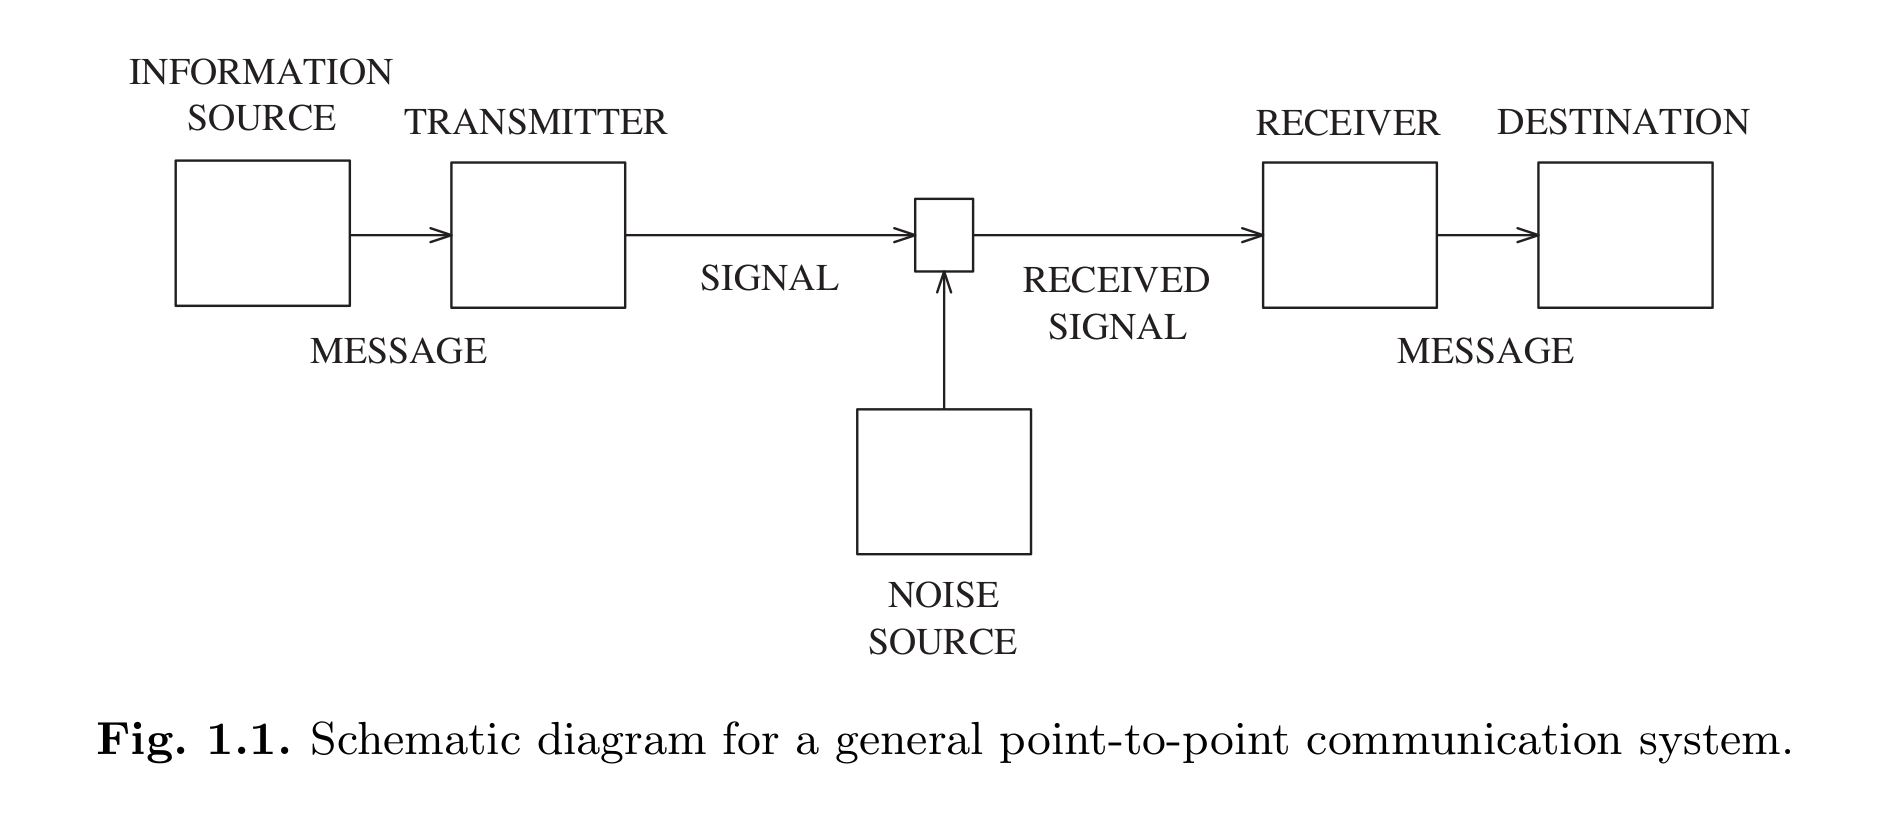 INFORMATION
SOURCE
TRANSMITTER
RECEIVER
DESTINATION
SIGNAL
RECEIVED
SIGNAL
MESSAGE
MESSAGE
NOISE
SOURCE
Fig. 1.1. Schematic diagram for a general point-to-point communication system.